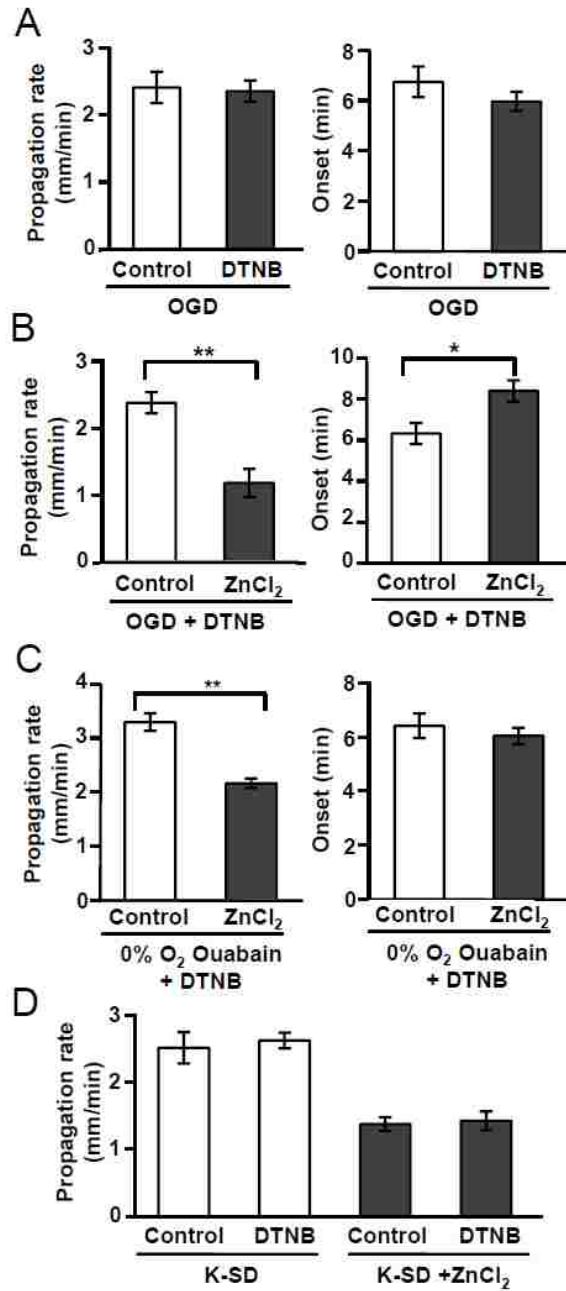 A
Propagation rate
(mm/min)
3
2
1
0
Control DTNB
OGD
Onset (min)
8
6
4
2
0
Control DTNB
OGD
B
Propagation rate
(mm/min)
3
2
1
0
**
Control ZnCl₂
OGD + DTNB
Onset (min)
10
8
6
4
2
0
*
Control ZnCl₂
OGD + DTNB
C
Propagation rate
(mm/min)
4
3
2
1
0
**
Control ZnCl₂
0% O₂ Ouabain
+ DTNB
Onset (min)
8
6
4
2
0
Control ZnCl₂
0% O₂ Ouabain
+ DTNB
D
Propagation rate
(mm/min)
3
2
1
0
Control DTNB Control DTNB
K-SD K-SD +ZnCl₂